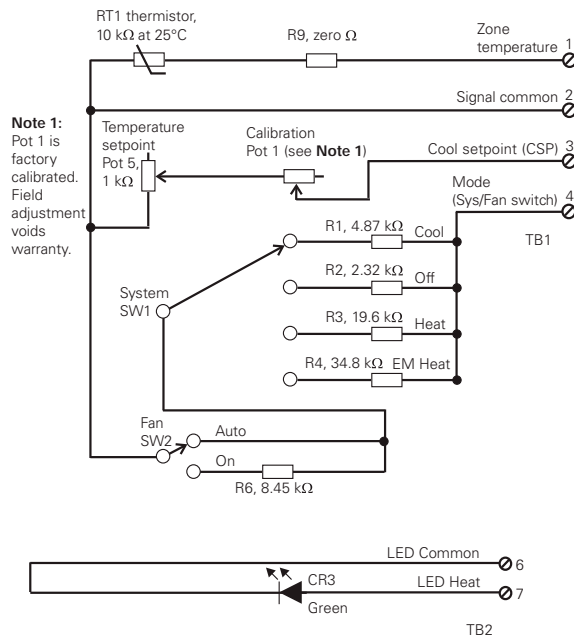 RT1 thermistor,
10 kΩ at 25°C
R9, zero Ω
Zone
temperature
1
Signal common
2
Note 1:
Pot 1 is
factory
calibrated.
Field
adjustment
voids
warranty.
Temperature
setpoint
Pot 5,
1 kΩ
Calibration
Pot 1 (see Note 1)
Cool setpoint (CSP)
3
Mode
(Sys/Fan switch)
4
TB1
R1, 4.87 kΩ
Cool
R2, 2.32 kΩ
Off
System
SW1
R3, 19.6 kΩ
Heat
R4, 34.8 kΩ
EM Heat
Fan
SW2
Auto
On
R6, 8.45 kΩ
LED Common
6
CR3
LED Heat
7
Green
TB2